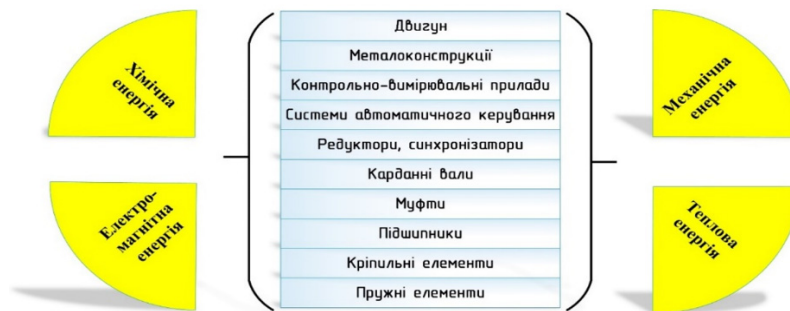 Хімічна
енергія
Електро-
магнітна
енергія
Двигун
Металоконструкції
Контрольно-вимірювальні прилади
Системи автоматичного керування
Редуктори, синхронізатори
Карданні вали
Муфти
Підшипники
Кріпильні елементи
Пружні елементи
Механічна
енергія
Теплова
енергія